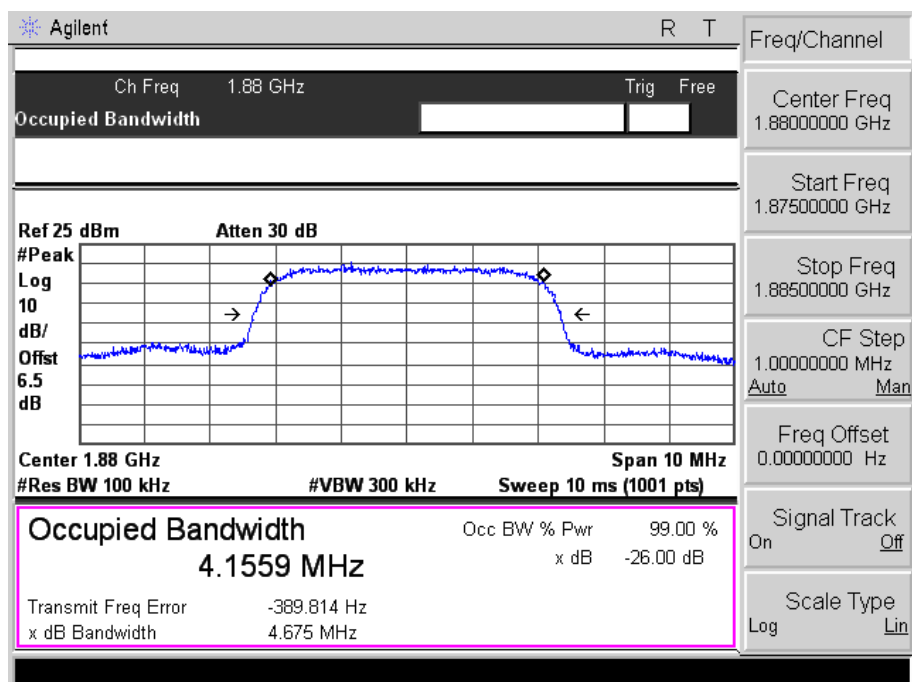 Agilent R T
Ch Freq 1.88 GHz Trig Free
Occupied Bandwidth
Ref 25 dBm Atten 30 dB
#Peak
Log
10
dB/
Offst
6.5
dB
Center 1.88 GHz Span 10 MHz
#Res BW 100 kHz #VBW 300 kHz Sweep 10 ms (1001 pts)
Occupied Bandwidth Occ BW % Pwr 99.00 %
4.1559 MHz x dB -26.00 dB
Transmit Freq Error -389.814 Hz
x dB Bandwidth 4.675 MHz
Freq/Channel
Center Freq
1.88000000 GHz
Start Freq
1.87500000 GHz
Stop Freq
1.88500000 GHz
CF Step
1.00000000 MHz
Auto Man
Freq Offset
0.00000000 Hz
Signal Track
On Off
Scale Type
Log Lin